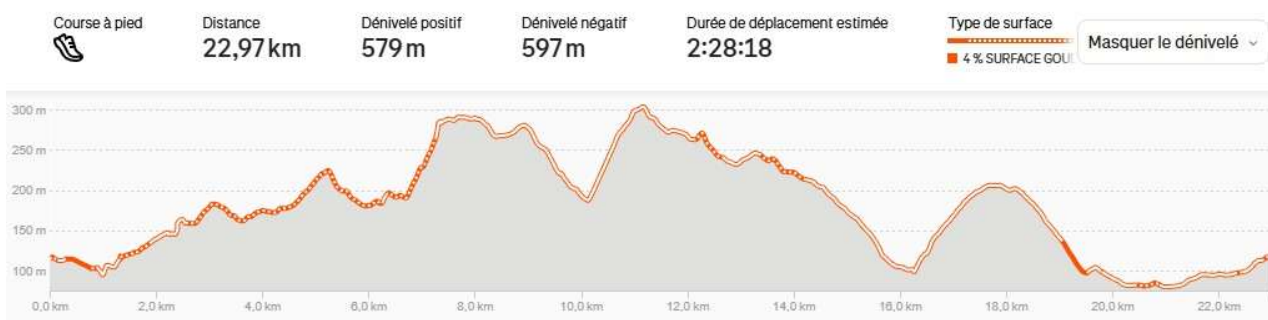 Course à pied
Distance
22,97 km
Dénivelé positif
579 m
Dénivelé négatif
597 m
Durée de déplacement estimée
2:28:18
Type de surface
4 % SURFACE GOU
Masquer le dénivelé
300 m
250 m
200 m
150 m
100 m
0,0 km 2,0 km 4,0 km 6,0 km 8,0 km 10,0 km 12,0 km 14,0 km 16,0 km 18,0 km 20,0 km 22,0 km